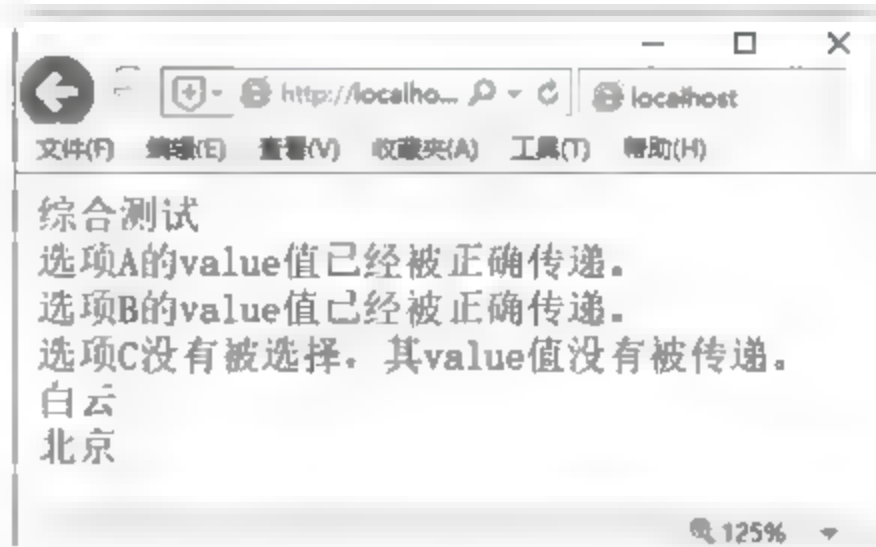 http://localho...
localhost
文件(F) 编辑(E) 查看(V) 收藏夹(A) 工具(T) 帮助(H)
综合测试
选项A的value值已经被正确传递。
选项B的value值已经被正确传递。
选项C没有被选择，其value值没有被传递。
白云
北京
125%